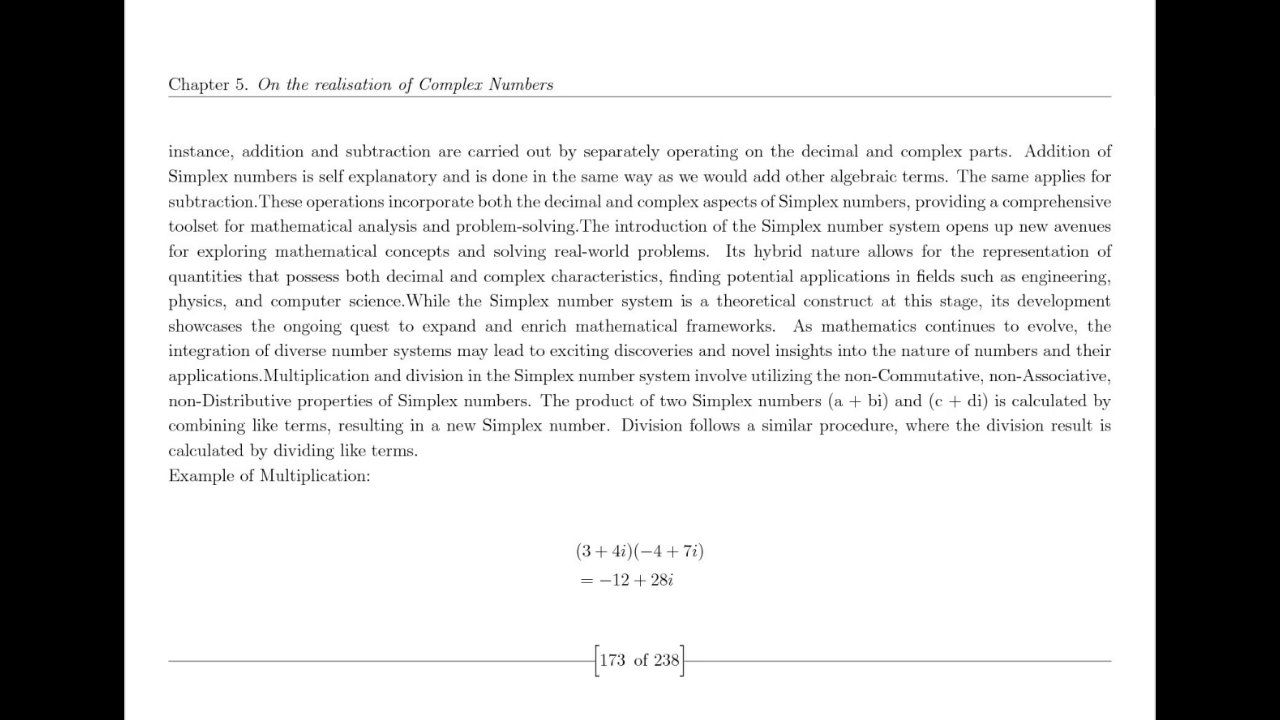 Chapter 5. On the realisation of Complex Numbers
instance, addition and subtraction are carried out by separately operating on the decimal and complex parts. Addition of
Simplex numbers is self explanatory and is done in the same way as we would add other algebraic terms. The same applies for
subtraction.These operations incorporate both the decimal and complex aspects of Simplex numbers, providing a comprehensive
toolset for mathematical analysis and problem-solving.The introduction of the Simplex number system opens up new avenues
for exploring mathematical concepts and solving real-world problems. Its hybrid nature allows for the representation of
quantities that possess both decimal and complex characteristics, finding potential applications in fields such as engineering,
physics, and computer science.While the Simplex number system is a theoretical construct at this stage, its development
showcases the ongoing quest to expand and enrich mathematical frameworks. As mathematics continues to evolve, the
integration of diverse number systems may lead to exciting discoveries and novel insights into the nature of numbers and their
applications.Multiplication and division in the Simplex number system involve utilizing the non-Commutative, non-Associative,
non-Distributive properties of Simplex numbers. The product of two Simplex numbers (a + bi) and (c + di) is calculated by
combining like terms, resulting in a new Simplex number. Division follows a similar procedure, where the division result is
calculated by dividing like terms.
Example of Multiplication:
(3 + 4i)(−4 + 7i)
= −12 + 28i
[173 of 238]